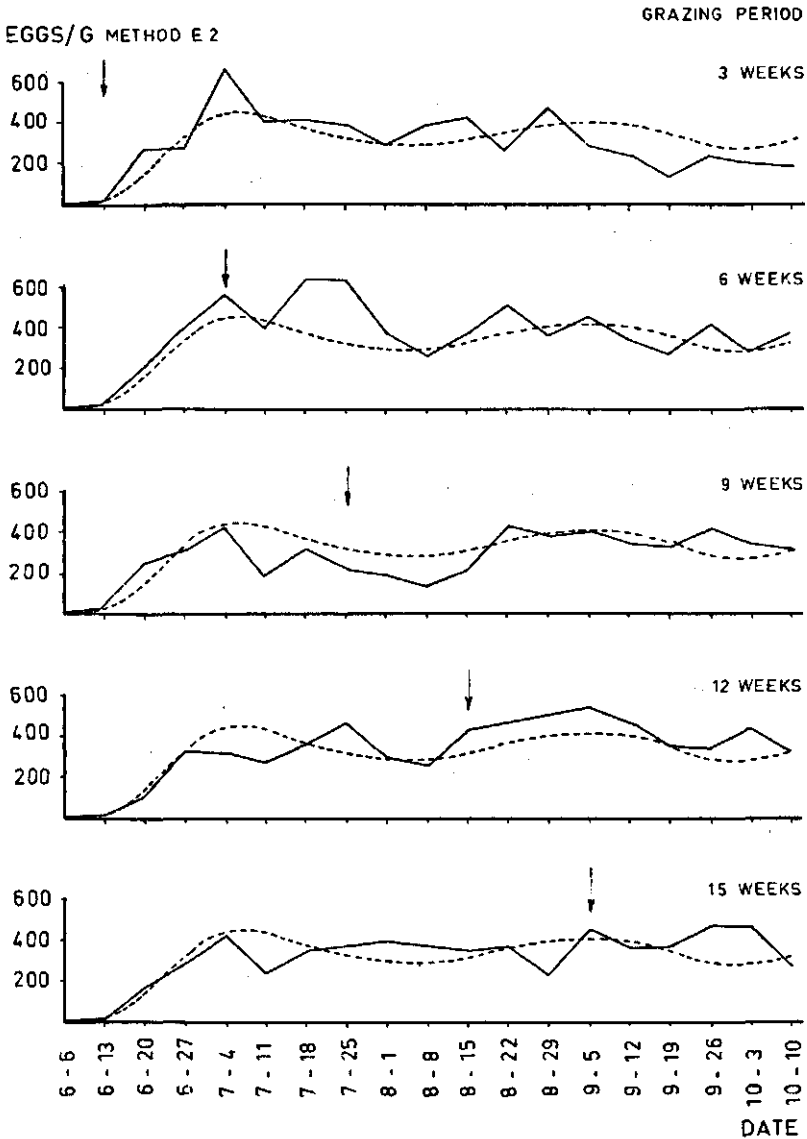 GRAZING PERIOD
EGGS/G METHOD E 2
3 WEEKS
600
400
200
6 WEEKS
600
400
200
9 WEEKS
600
400
200
12 WEEKS
600
400
200
15 WEEKS
600
400
200
6 - 6
6 - 13
6 - 20
6 - 27
7 - 4
7 - 11
7 - 18
7 - 25
8 - 1
8 - 8
8 - 15
8 - 22
8 - 29
9 - 5
9 - 12
9 - 19
9 - 26
10 - 3
10 - 10
DATE